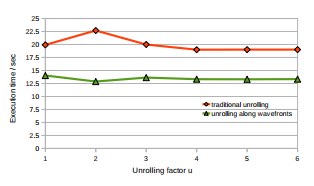 25
22.5
20
17.5
15
12.5
10
7.5
5
2.5
0
Execution time / sec
traditional unrolling
unrolling along wavefronts
1 2 3 4 5 6
Unrolling factor u